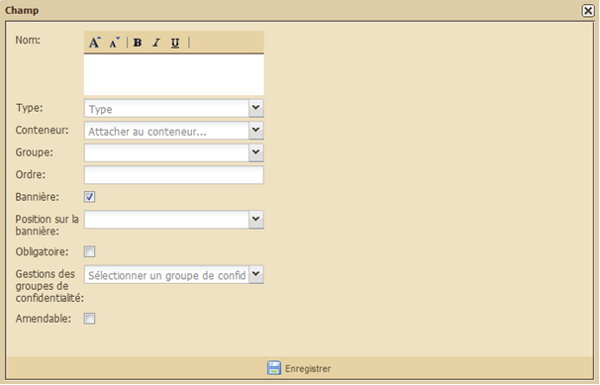 Champ
Nom:
A A B I U
Type: Type
Conteneur: Attacher au conteneur...
Groupe:
Ordre:
Bannière:
Position sur la
bannière:
Obligatoire:
Gestions des
groupes de
confidentialité:
Sélectionner un groupe de confid
Amendable:
Enregistrer